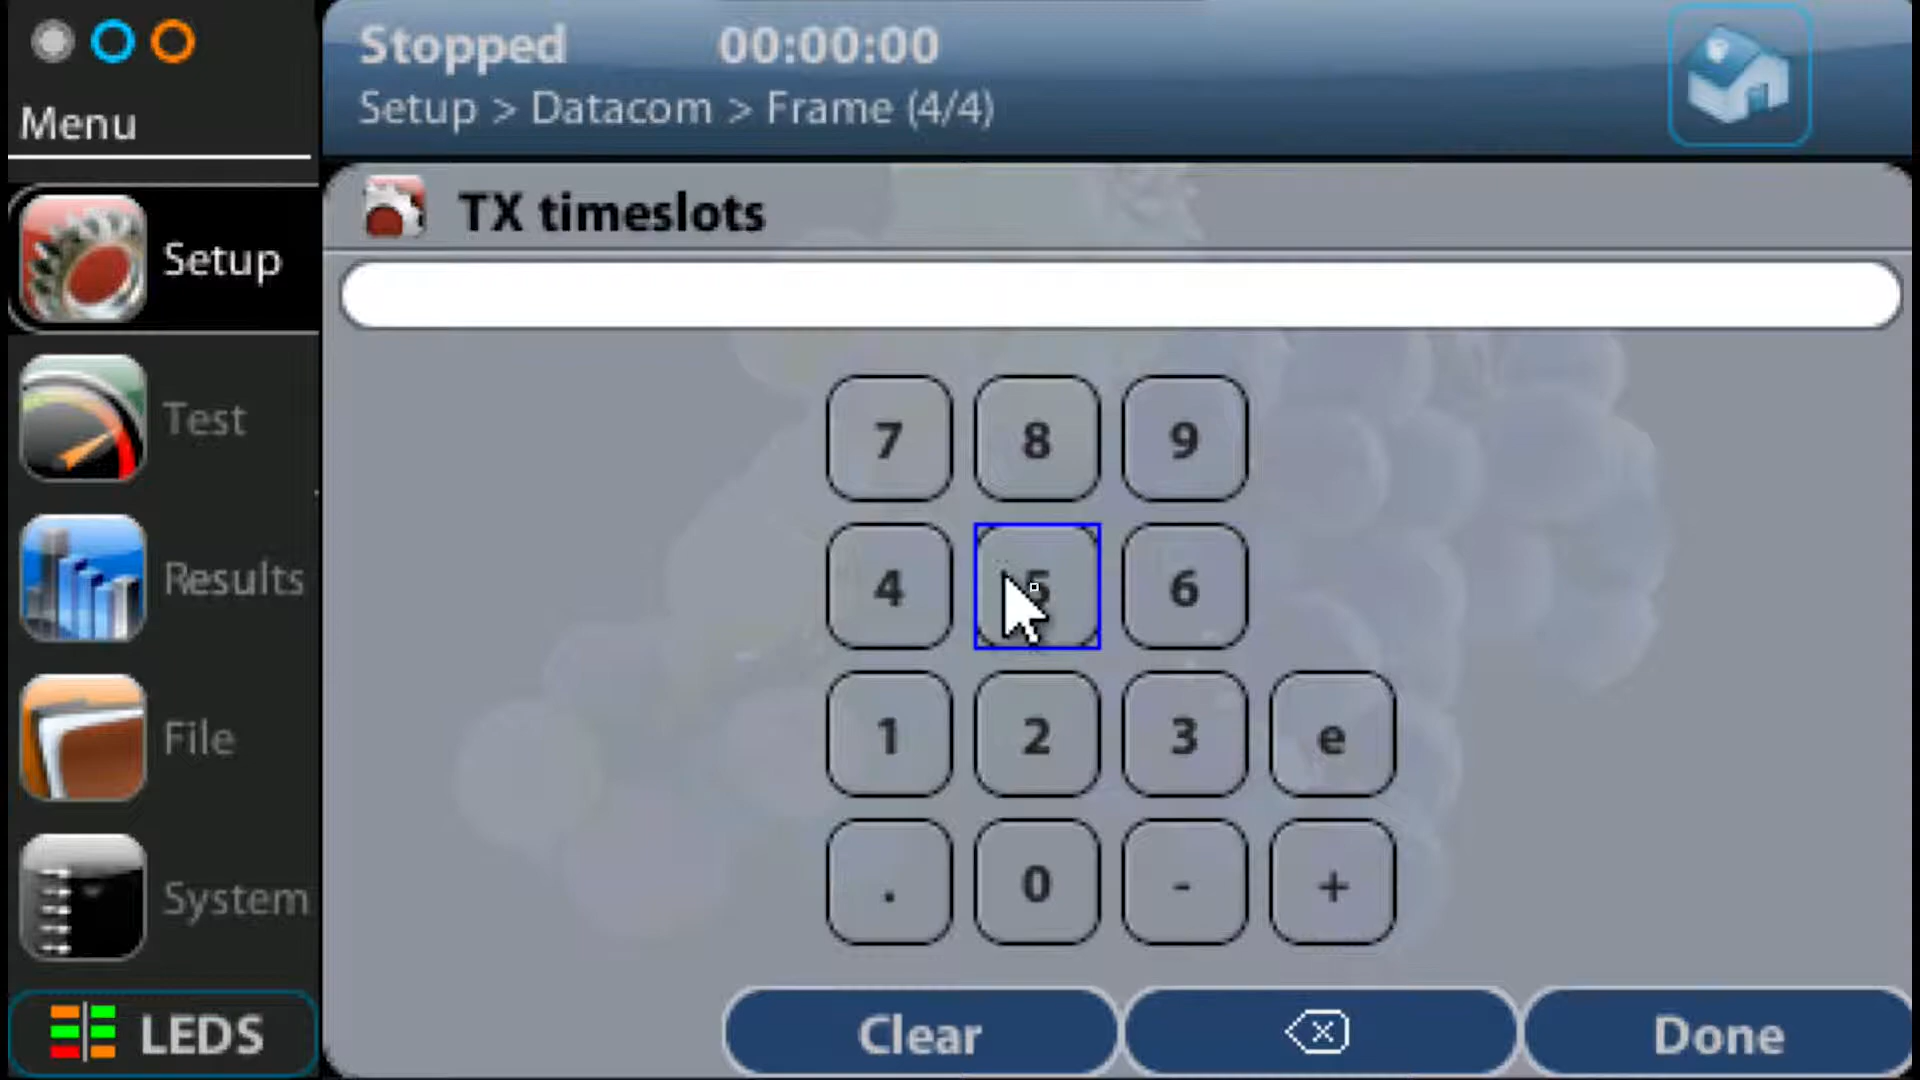 Menu
Setup
Test
Results
File
System
LEDS
Stopped 00:00:00
Setup > Datacom > Frame (4/4)
TX timeslots
7 8 9
4 5 6
1 2 3 e
. 0 - +
Clear Done